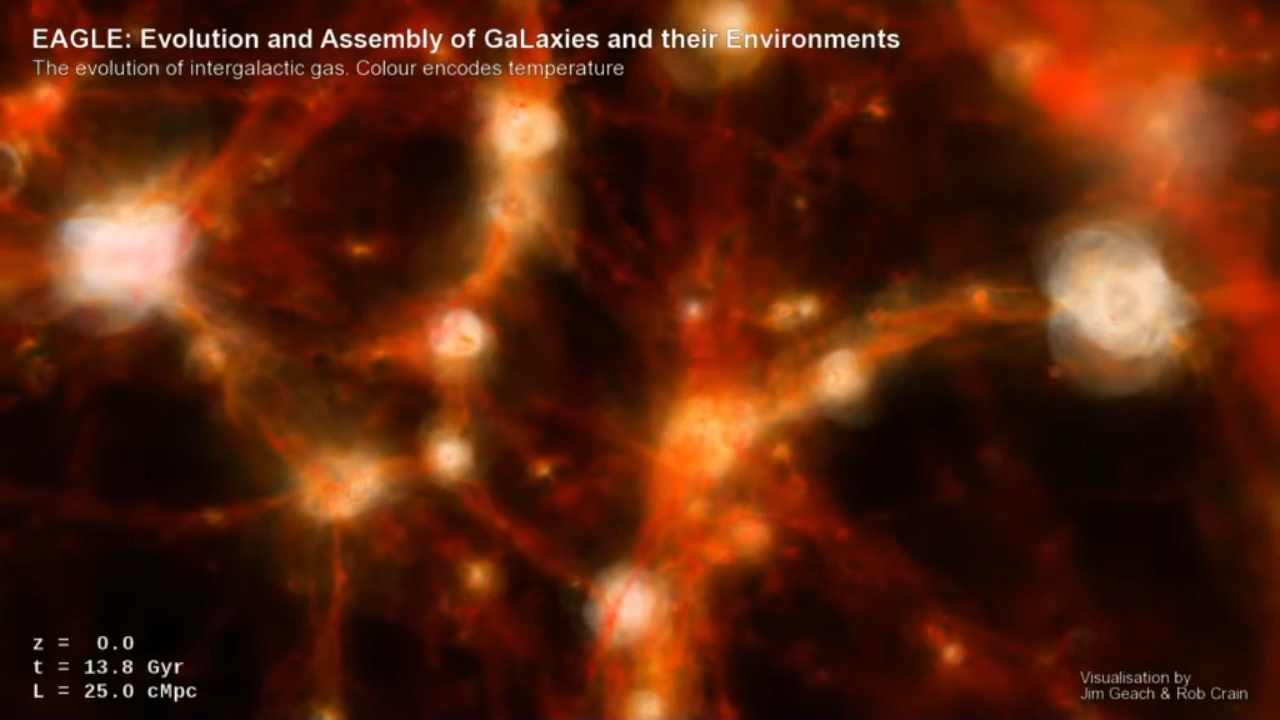 EAGLE: Evolution and Assembly of GaLaxies and their Environments
The evolution of intergalactic gas. Colour encodes temperature
z = 0.0
t = 13.8 Gyr
L = 25.0 cMpc
Visualisation by
Jim Geach & Rob Crain